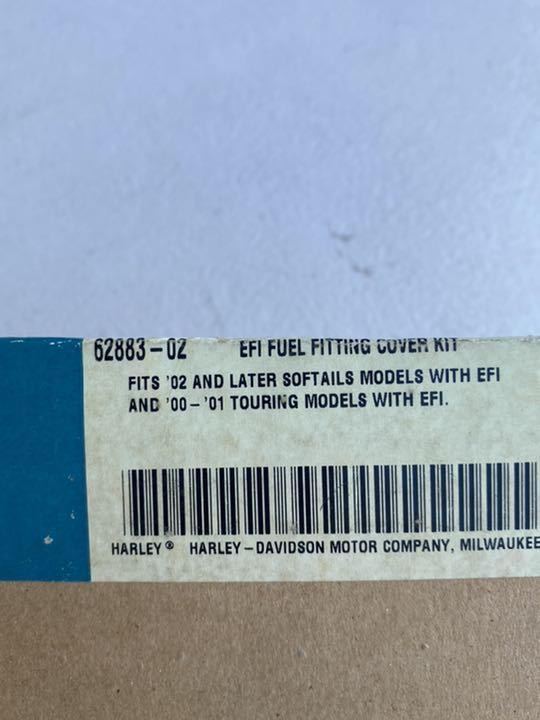 62883-02 EFI FUEL FITTING COVER KIT
FITS '02 AND LATER SOFTAILS MODELS WITH EFI
AND '00-'01 TOURING MODELS WITH EFI.
HARLEY® HARLEY-DAVIDSON MOTOR COMPANY, MILWAUKEE